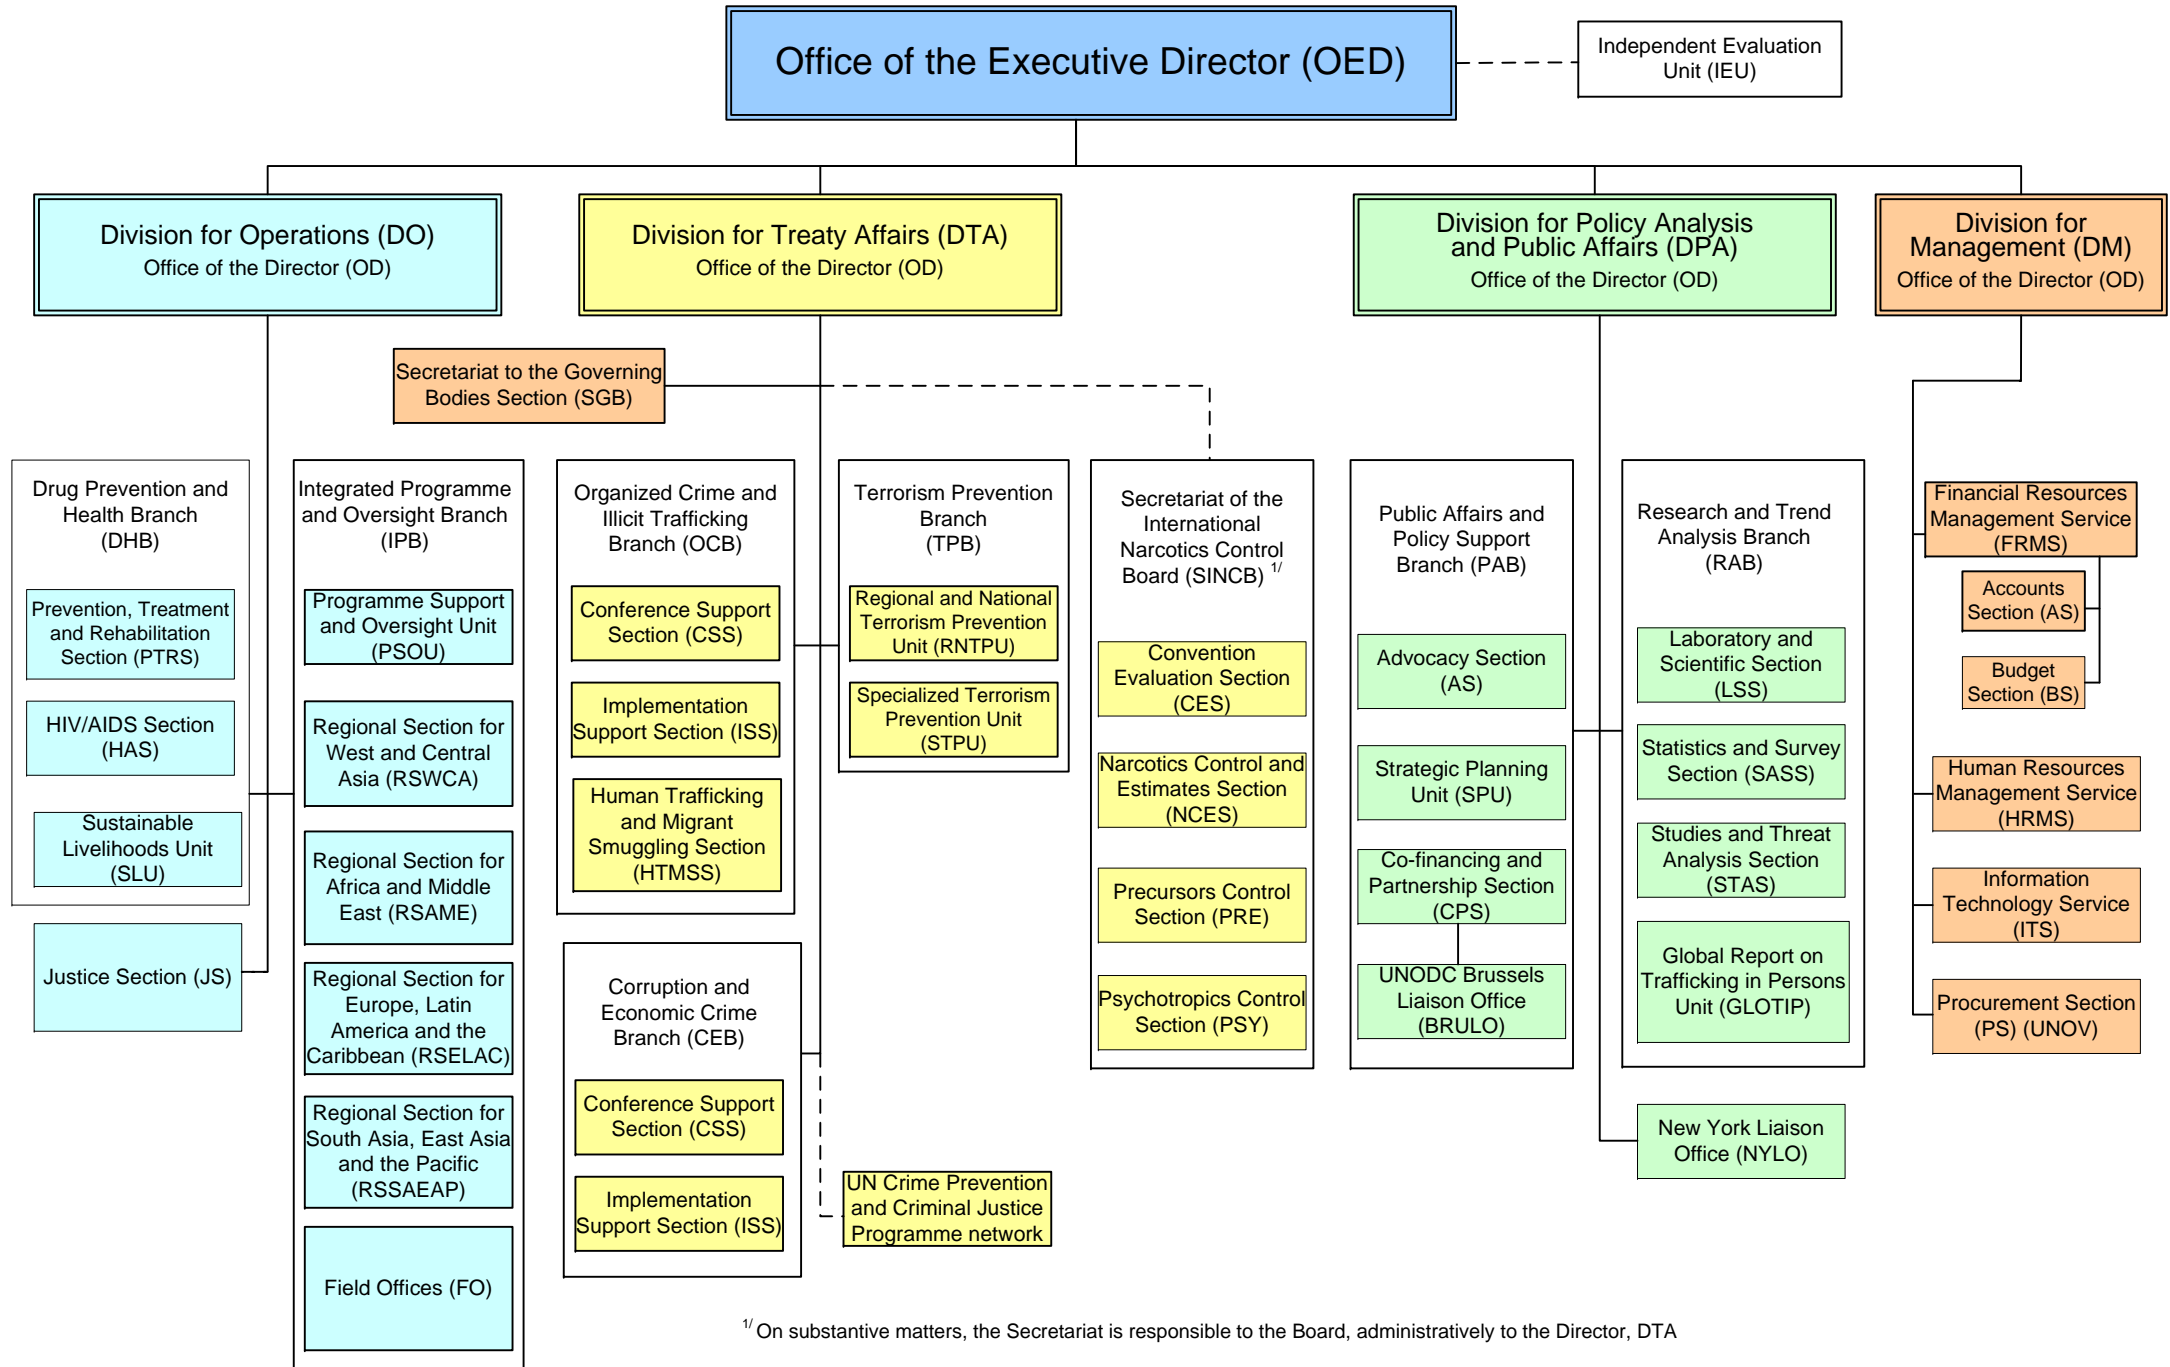 Office of the Executive Director (OED)
Independent Evaluation
Unit (IEU)
Division for Operations (DO)
Office of the Director (OD)
Division for Treaty Affairs (DTA)
Office of the Director (OD)
Division for Policy Analysis
and Public Affairs (DPA)
Office of the Director (OD)
Division for
Management (DM)
Office of the Director (OD)
Secretariat to the Governing
Bodies Section (SGB)
Drug Prevention and
Health Branch
(DHB)
Prevention, Treatment
and Rehabilitation
Section (PTRS)
HIV/AIDS Section
(HAS)
Sustainable
Livelihoods Unit
(SLU)
Justice Section (JS)
Integrated Programme
and Oversight Branch
(IPB)
Programme Support
and Oversight Unit
(PSOU)
Regional Section for
West and Central
Asia (RSWCA)
Regional Section for
Africa and Middle
East (RSAME)
Regional Section for
Europe, Latin
America and the
Caribbean (RSELAC)
Regional Section for
South Asia, East Asia
and the Pacific
(RSSAEAP)
Field Offices (FO)
Organized Crime and
Illicit Trafficking
Branch (OCB)
Conference Support
Section (CSS)
Implementation
Support Section (ISS)
Human Trafficking
and Migrant
Smuggling Section
(HTMSS)
Corruption and
Economic Crime
Branch (CEB)
Conference Support
Section (CSS)
Implementation
Support Section (ISS)
Terrorism Prevention
Branch
(TPB)
Regional and National
Terrorism Prevention
Unit (RNTPU)
Specialized Terrorism
Prevention Unit
(STPU)
UN Crime Prevention
and Criminal Justice
Programme network
Secretariat of the
International
Narcotics Control
Board (SINCB) 1/
Convention
Evaluation Section
(CES)
Narcotics Control and
Estimates Section
(NCES)
Precursors Control
Section (PRE)
Psychotropics Control
Section (PSY)
Public Affairs and
Policy Support
Branch (PAB)
Advocacy Section
(AS)
Strategic Planning
Unit (SPU)
Co-financing and
Partnership Section
(CPS)
UNODC Brussels
Liaison Office
(BRULO)
Research and Trend
Analysis Branch
(RAB)
Laboratory and
Scientific Section
(LSS)
Statistics and Survey
Section (SASS)
Studies and Threat
Analysis Section
(STAS)
Global Report on
Trafficking in Persons
Unit (GLOTIP)
New York Liaison
Office (NYLO)
Financial Resources
Management Service
(FRMS)
Accounts
Section (AS)
Budget
Section (BS)
Human Resources
Management Service
(HRMS)
Information
Technology Service
(ITS)
Procurement Section
(PS) (UNOV)
1/ On substantive matters, the Secretariat is responsible to the Board, administratively to the Director, DTA